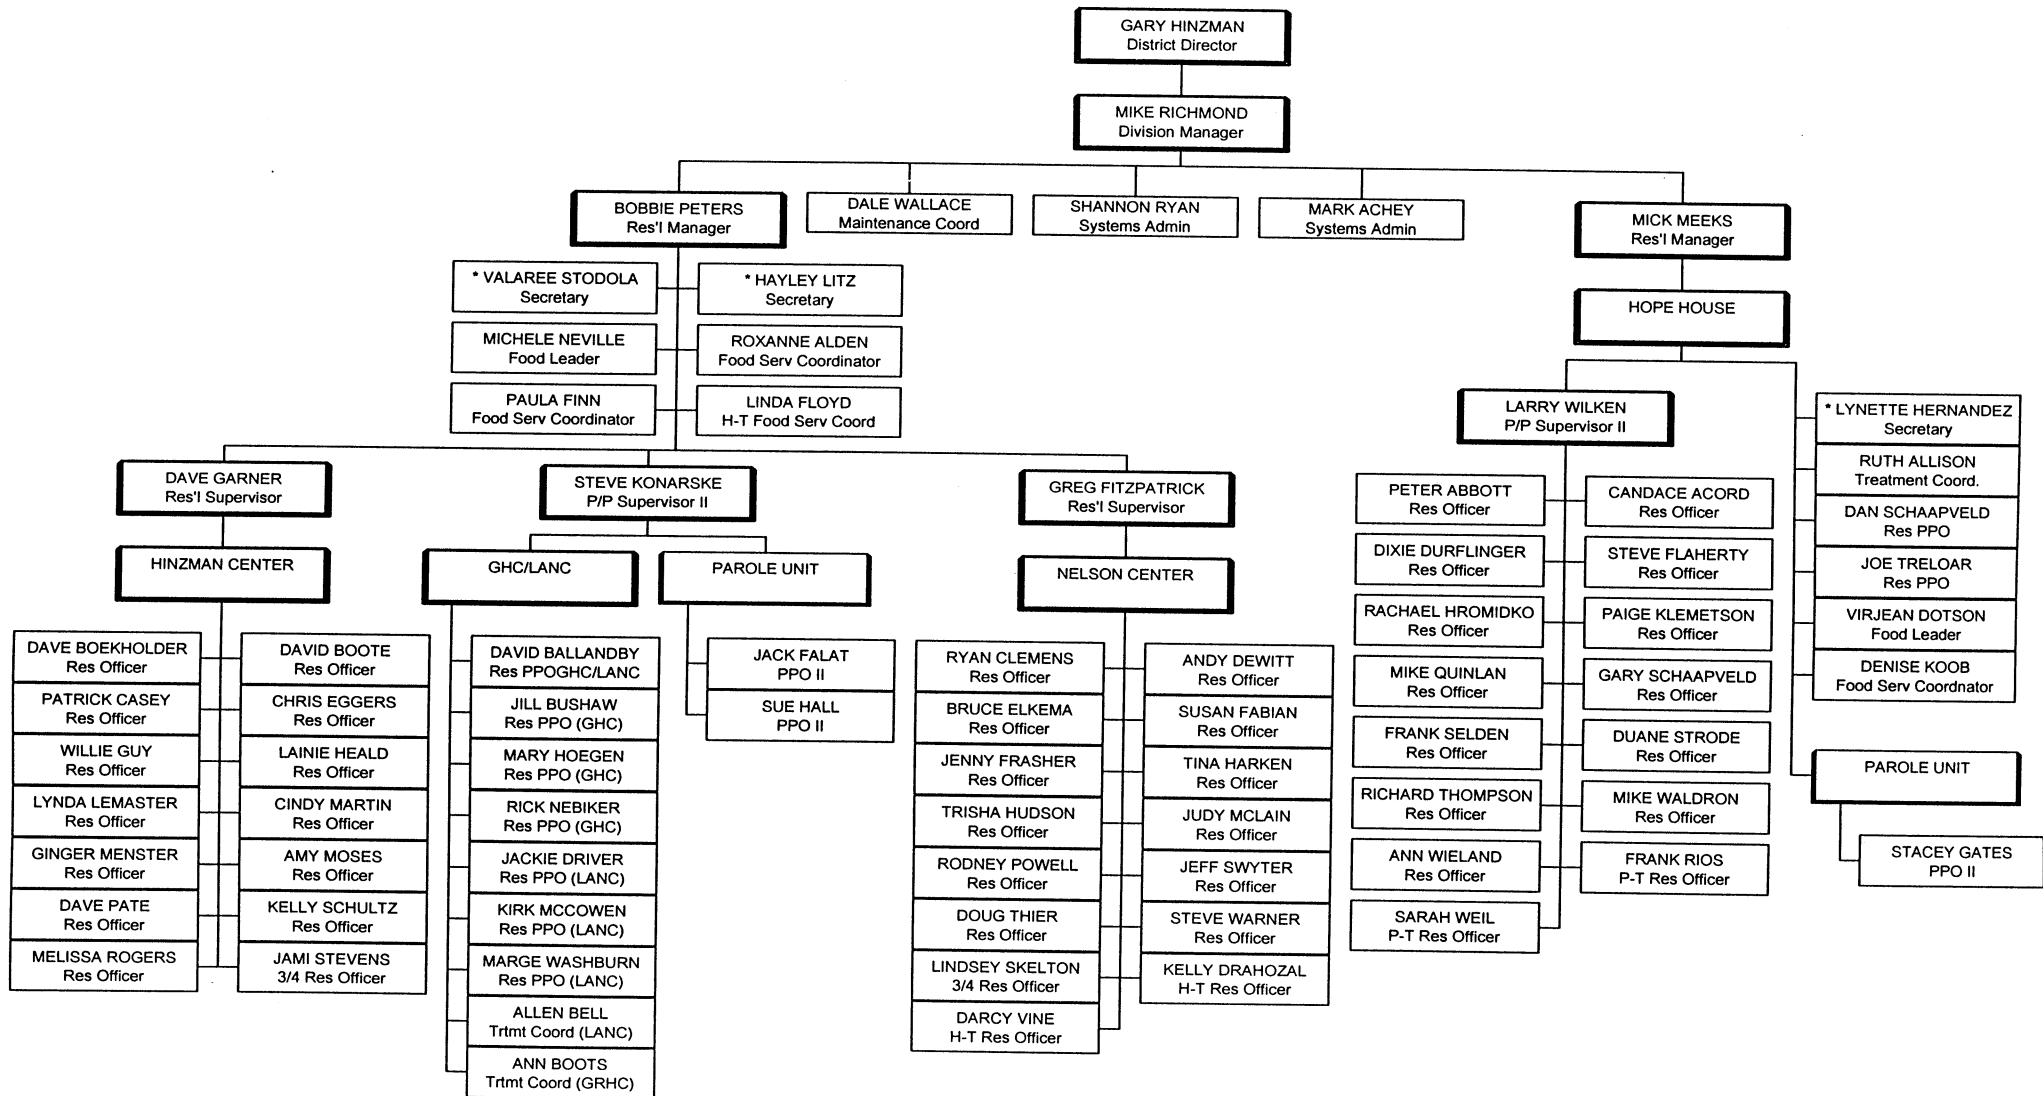 GARY HINZMAN
District Director
MIKE RICHMOND
Division Manager
BOBBIE PETERS
Res'l Manager
DALE WALLACE
Maintenance Coord
SHANNON RYAN
Systems Admin
MARK ACHEY
Systems Admin
MICK MEEKS
Res'l Manager
* VALAREE STODOLA
Secretary
* HAYLEY LITZ
Secretary
MICHELE NEVILLE
Food Leader
ROXANNE ALDEN
Food Serv Coordinator
PAULA FINN
Food Serv Coordinator
LINDA FLOYD
H-T Food Serv Coord
DAVE GARNER
Res'l Supervisor
HINZMAN CENTER
DAVE BOEKHOLDER
Res Officer
DAVID BOOTE
Res Officer
PATRICK CASEY
Res Officer
CHRIS EGGERS
Res Officer
WILLIE GUY
Res Officer
LAINIE HEALD
Res Officer
LYNDA LEMASTER
Res Officer
CINDY MARTIN
Res Officer
GINGER MENSTER
Res Officer
AMY MOSES
Res Officer
DAVE PATE
Res Officer
KELLY SCHULTZ
Res Officer
MELISSA ROGERS
Res Officer
JAMI STEVENS
3/4 Res Officer
STEVE KONARSKE
P/P Supervisor II
GHC/LANC
DAVID BALLANDBY
Res PPOGHC/LANC
JILL BUSHAW
Res PPO (GHC)
MARY HOEGEN
Res PPO (GHC)
RICK NEBIKER
Res PPO (GHC)
JACKIE DRIVER
Res PPO (LANC)
KIRK MCCOWEN
Res PPO (LANC)
MARGE WASHBURN
Res PPO (LANC)
ALLEN BELL
Trtmt Coord (LANC)
ANN BOOTS
Trtmt Coord (GRHC)
PAROLE UNIT
JACK FALAT
PPO II
SUE HALL
PPO II
GREG FITZPATRICK
Res'l Supervisor
NELSON CENTER
RYAN CLEMENS
Res Officer
ANDY DEWITT
Res Officer
BRUCE ELKEMA
Res Officer
SUSAN FABIAN
Res Officer
JENNY FRASHER
Res Officer
TINA HARKEN
Res Officer
TRISHA HUDSON
Res Officer
JUDY MCLAIN
Res Officer
RODNEY POWELL
Res Officer
JEFF SWYTER
Res Officer
DOUG THIER
Res Officer
STEVE WARNER
Res Officer
LINDSEY SKELTON
3/4 Res Officer
KELLY DRAHOZAL
H-T Res Officer
DARCY VINE
H-T Res Officer
HOPE HOUSE
LARRY WILKEN
P/P Supervisor II
PETER ABBOTT
Res Officer
CANDACE ACORD
Res Officer
DIXIE DURFLINGER
Res Officer
STEVE FLAHERTY
Res Officer
RACHAEL HROMIDKO
Res Officer
PAIGE KLEMETSON
Res Officer
MIKE QUINLAN
Res Officer
GARY SCHAAPVELD
Res Officer
FRANK SELDEN
Res Officer
DUANE STRODE
Res Officer
RICHARD THOMPSON
Res Officer
MIKE WALDRON
Res Officer
ANN WIELAND
Res Officer
FRANK RIOS
P-T Res Officer
SARAH WEIL
P-T Res Officer
* LYNETTE HERNANDEZ
Secretary
RUTH ALLISON
Treatment Coord.
DAN SCHAAPVELD
Res PPO
JOE TRELOAR
Res PPO
VIRJEAN DOTSON
Food Leader
DENISE KOOB
Food Serv Coordnator
PAROLE UNIT
STACEY GATES
PPO II